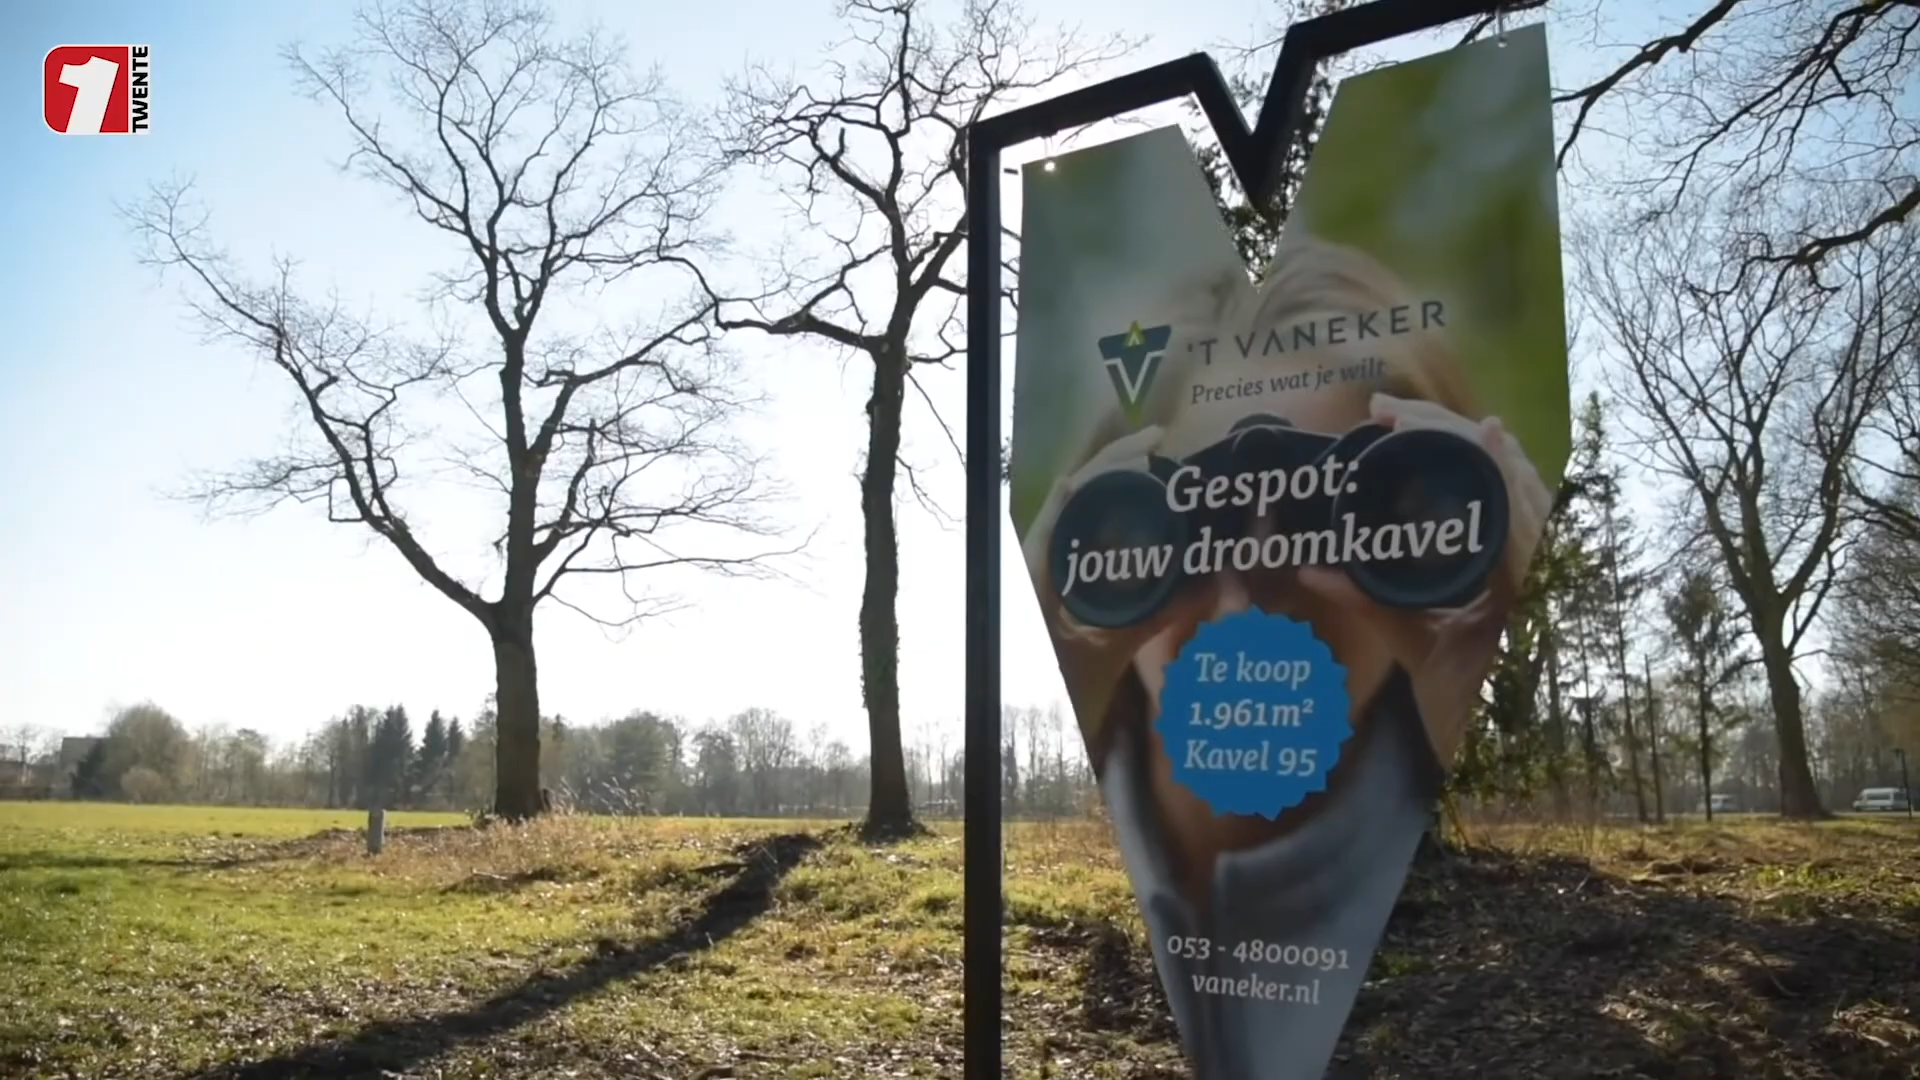 1
TWENTE
'T VANEKER
Precies wat je wilt
Gespot:
jouw droomkavel
Te koop
1.961m²
Kavel 95
053 - 4800091
vaneker.nl